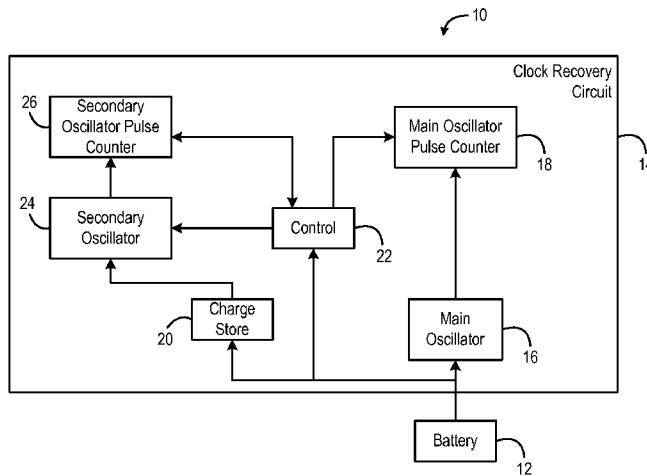 10
Clock Recovery
Circuit
26
Secondary
Oscillator Pulse
Counter
Main Oscillator
Pulse Counter
18
14
24
Secondary
Oscillator
Control
22
Charge
Store
20
Main
Oscillator
16
Battery
12